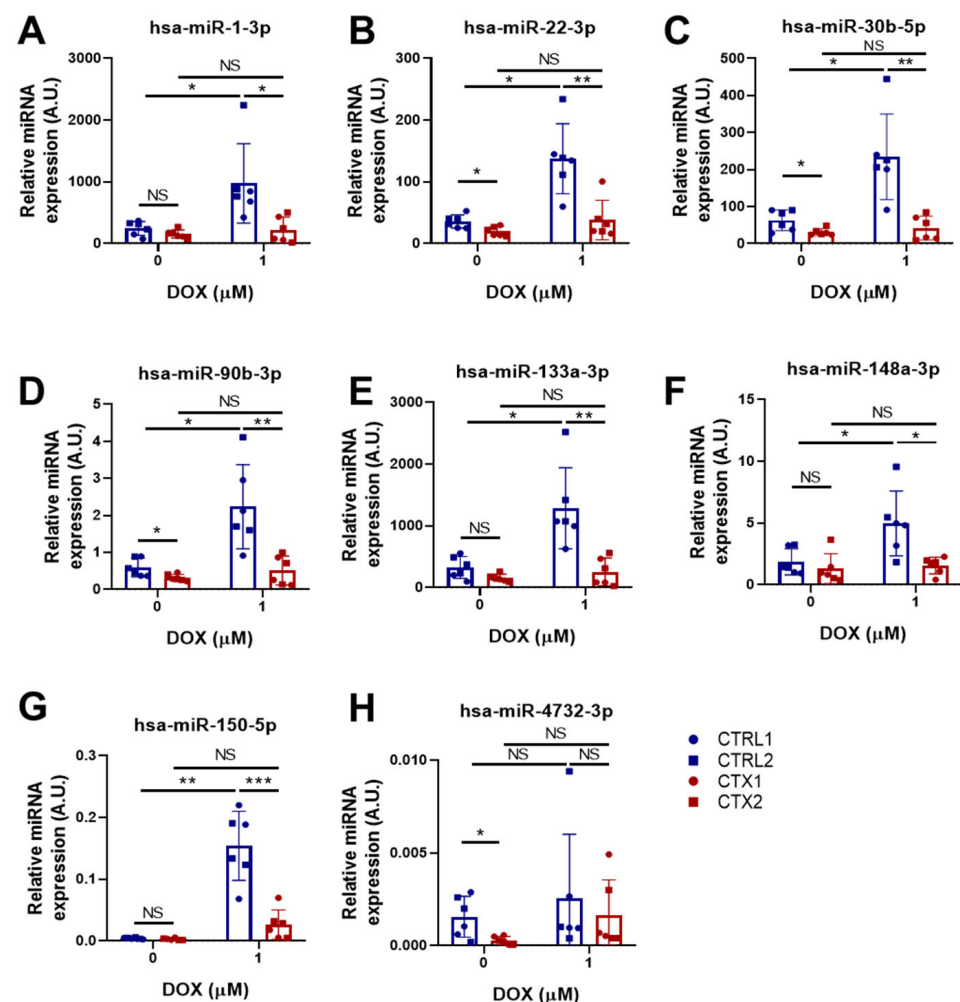 A
hsa-miR-1-3p
Relative miRNA
expression (A.U.)
3000
2000
1000
0
NS
*
*
NS
0
1
DOX (μM)
B
hsa-miR-22-3p
Relative miRNA
expression (A.U.)
300
200
100
0
NS
*
**
*
0
1
DOX (μM)
C
hsa-miR-30b-5p
Relative miRNA
expression (A.U.)
500
400
300
200
100
0
NS
*
**
*
0
1
DOX (μM)
D
hsa-miR-90b-3p
Relative miRNA
expression (A.U.)
5
4
3
2
1
0
NS
*
**
*
0
1
DOX (μM)
E
hsa-miR-133a-3p
Relative miRNA
expression (A.U.)
3000
2000
1000
0
NS
*
**
NS
0
1
DOX (μM)
F
hsa-miR-148a-3p
Relative miRNA
expression (A.U.)
15
10
5
0
NS
*
*
NS
0
1
DOX (μM)
G
hsa-miR-150-5p
Relative miRNA
expression (A.U.)
0.3
0.2
0.1
0.0
NS
**
***
NS
0
1
DOX (μM)
H
hsa-miR-4732-3p
Relative miRNA
expression (A.U.)
0.010
0.005
0.000
NS
NS
NS
*
0
1
DOX (μM)
CTRL1
CTRL2
CTX1
CTX2